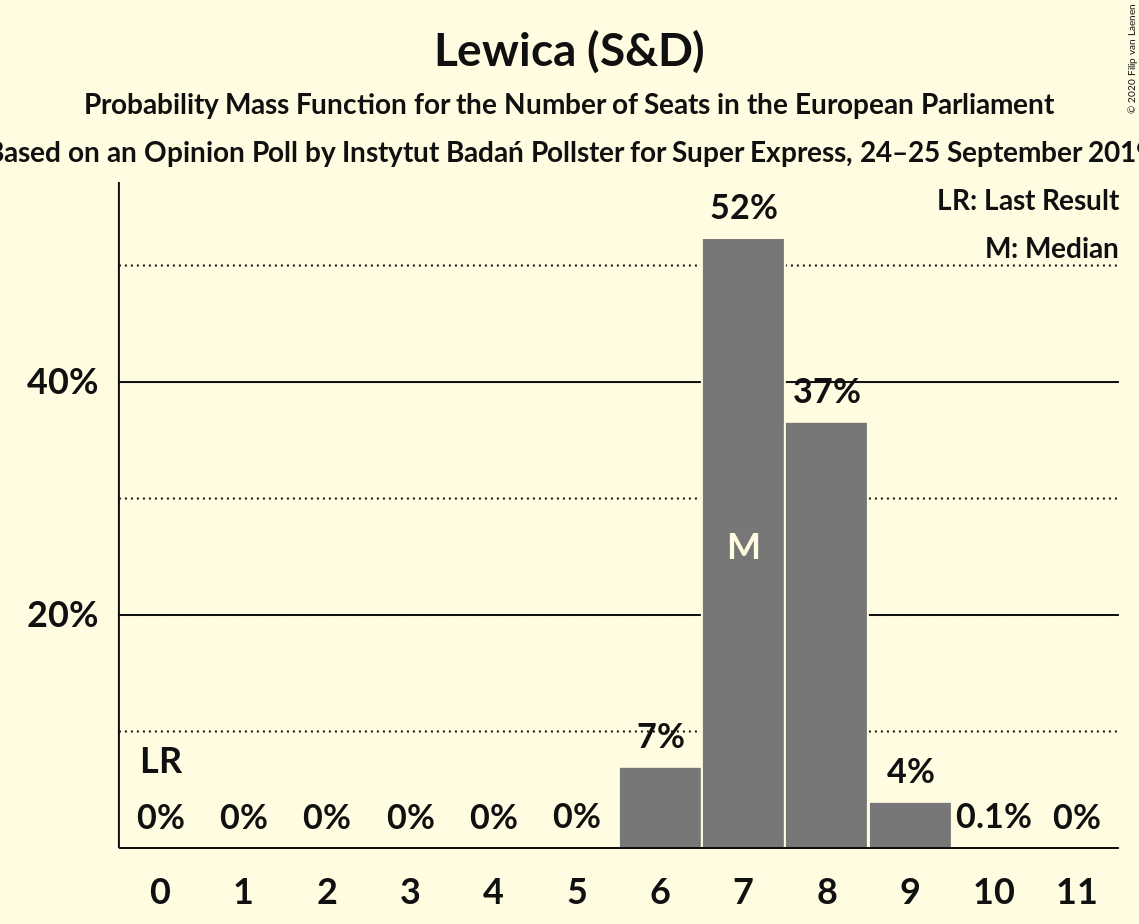 © 2020 Filip van Laenen
Lewica (S&D)
Probability Mass Function for the Number of Seats in the European Parliament
Based on an Opinion Poll by Instytut Badań Pollster for Super Express, 24–25 September 2019
LR: Last Result
M: Median
52%
40%
37%
M
20%
7%
LR
4%
0% 0% 0% 0% 0% 0% 0.1% 0%
0 1 2 3 4 5 6 7 8 9 10 11